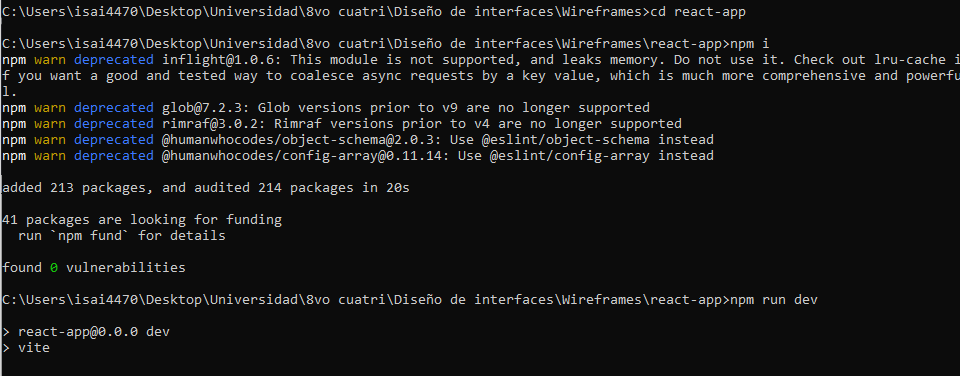 C:\Users\isai4470\Desktop\Universidad\8vo cuatri\Diseño de interfaces\Wireframes>cd react-app
C:\Users\isai4470\Desktop\Universidad\8vo cuatri\Diseño de interfaces\Wireframes\react-app>npm i
npm warn deprecated inflight@1.0.6: This module is not supported, and leaks memory. Do not use it. Check out lru-cache i
f you want a good and tested way to coalesce async requests by a key value, which is much more comprehensive and powerfu
l.
npm warn deprecated glob@7.2.3: Glob versions prior to v9 are no longer supported
npm warn deprecated rimraf@3.0.2: Rimraf versions prior to v4 are no longer supported
npm warn deprecated @humanwhocodes/object-schema@2.0.3: Use @eslint/object-schema instead
npm warn deprecated @humanwhocodes/config-array@0.11.14: Use @eslint/config-array instead
added 213 packages, and audited 214 packages in 20s
41 packages are looking for funding
  run `npm fund` for details
found 0 vulnerabilities
C:\Users\isai4470\Desktop\Universidad\8vo cuatri\Diseño de interfaces\Wireframes\react-app>npm run dev
> react-app@0.0.0 dev
> vite